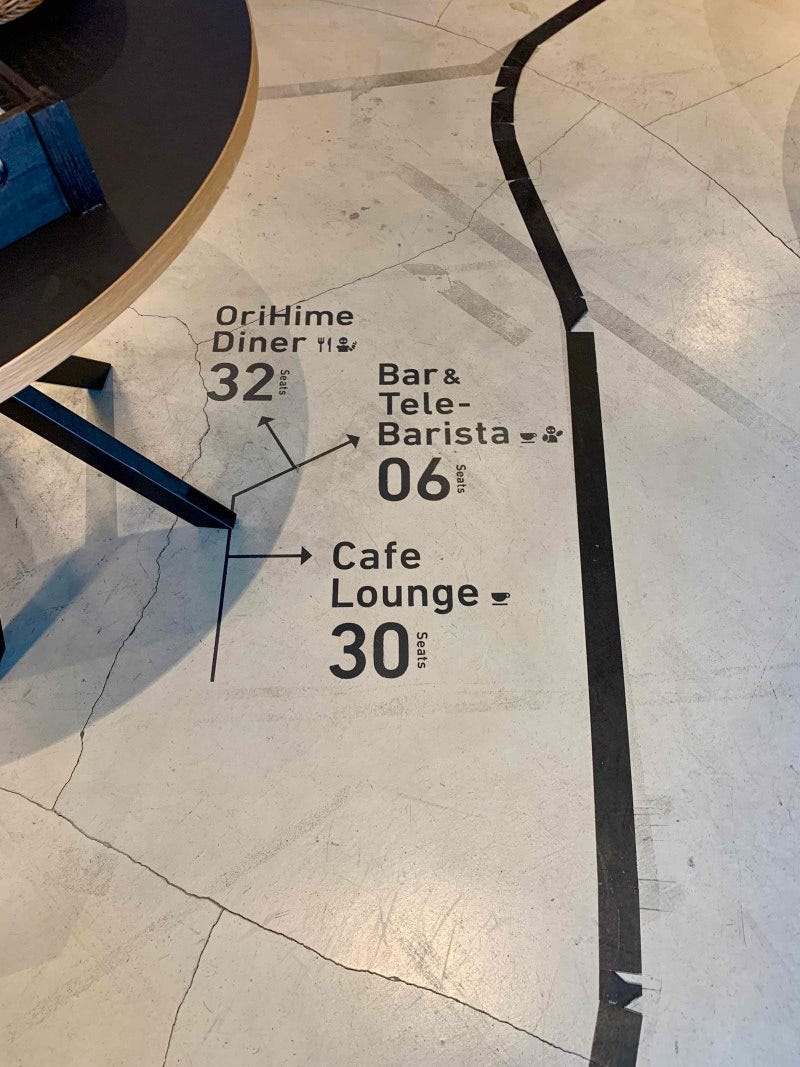 OriHime
Diner
32 Seats
Bar &
Tele-
Barista
06 Seats
Cafe
Lounge
30 Seats